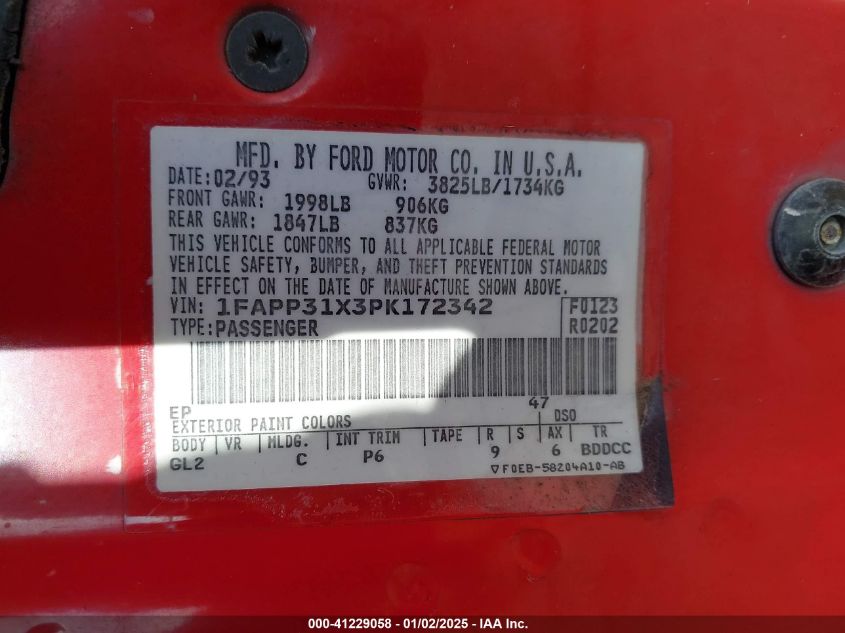 MFD. BY FORD MOTOR CO. IN U.S.A.
DATE: 02/93 GVWR: 3825LB/1734KG
FRONT GAWR: 1998LB 906KG
REAR GAWR: 1847LB 837KG
THIS VEHICLE CONFORMS TO ALL APPLICABLE FEDERAL MOTOR
VEHICLE SAFETY, BUMPER, AND THEFT PREVENTION STANDARDS
IN EFFECT ON THE DATE OF MANUFACTURE SHOWN ABOVE.
VIN: 1FAPP31X3PK172342 F0123
TYPE: PASSENGER R0202
EP 47
EXTERIOR PAINT COLORS DSO
BODY VR MLDG. INT TRIM TAPE R S AX TR
GL2 C P6 9 6 BDDCC
▽F0EB-58204A10-AB
000-41229058 - 01/02/2025 - IAA Inc.